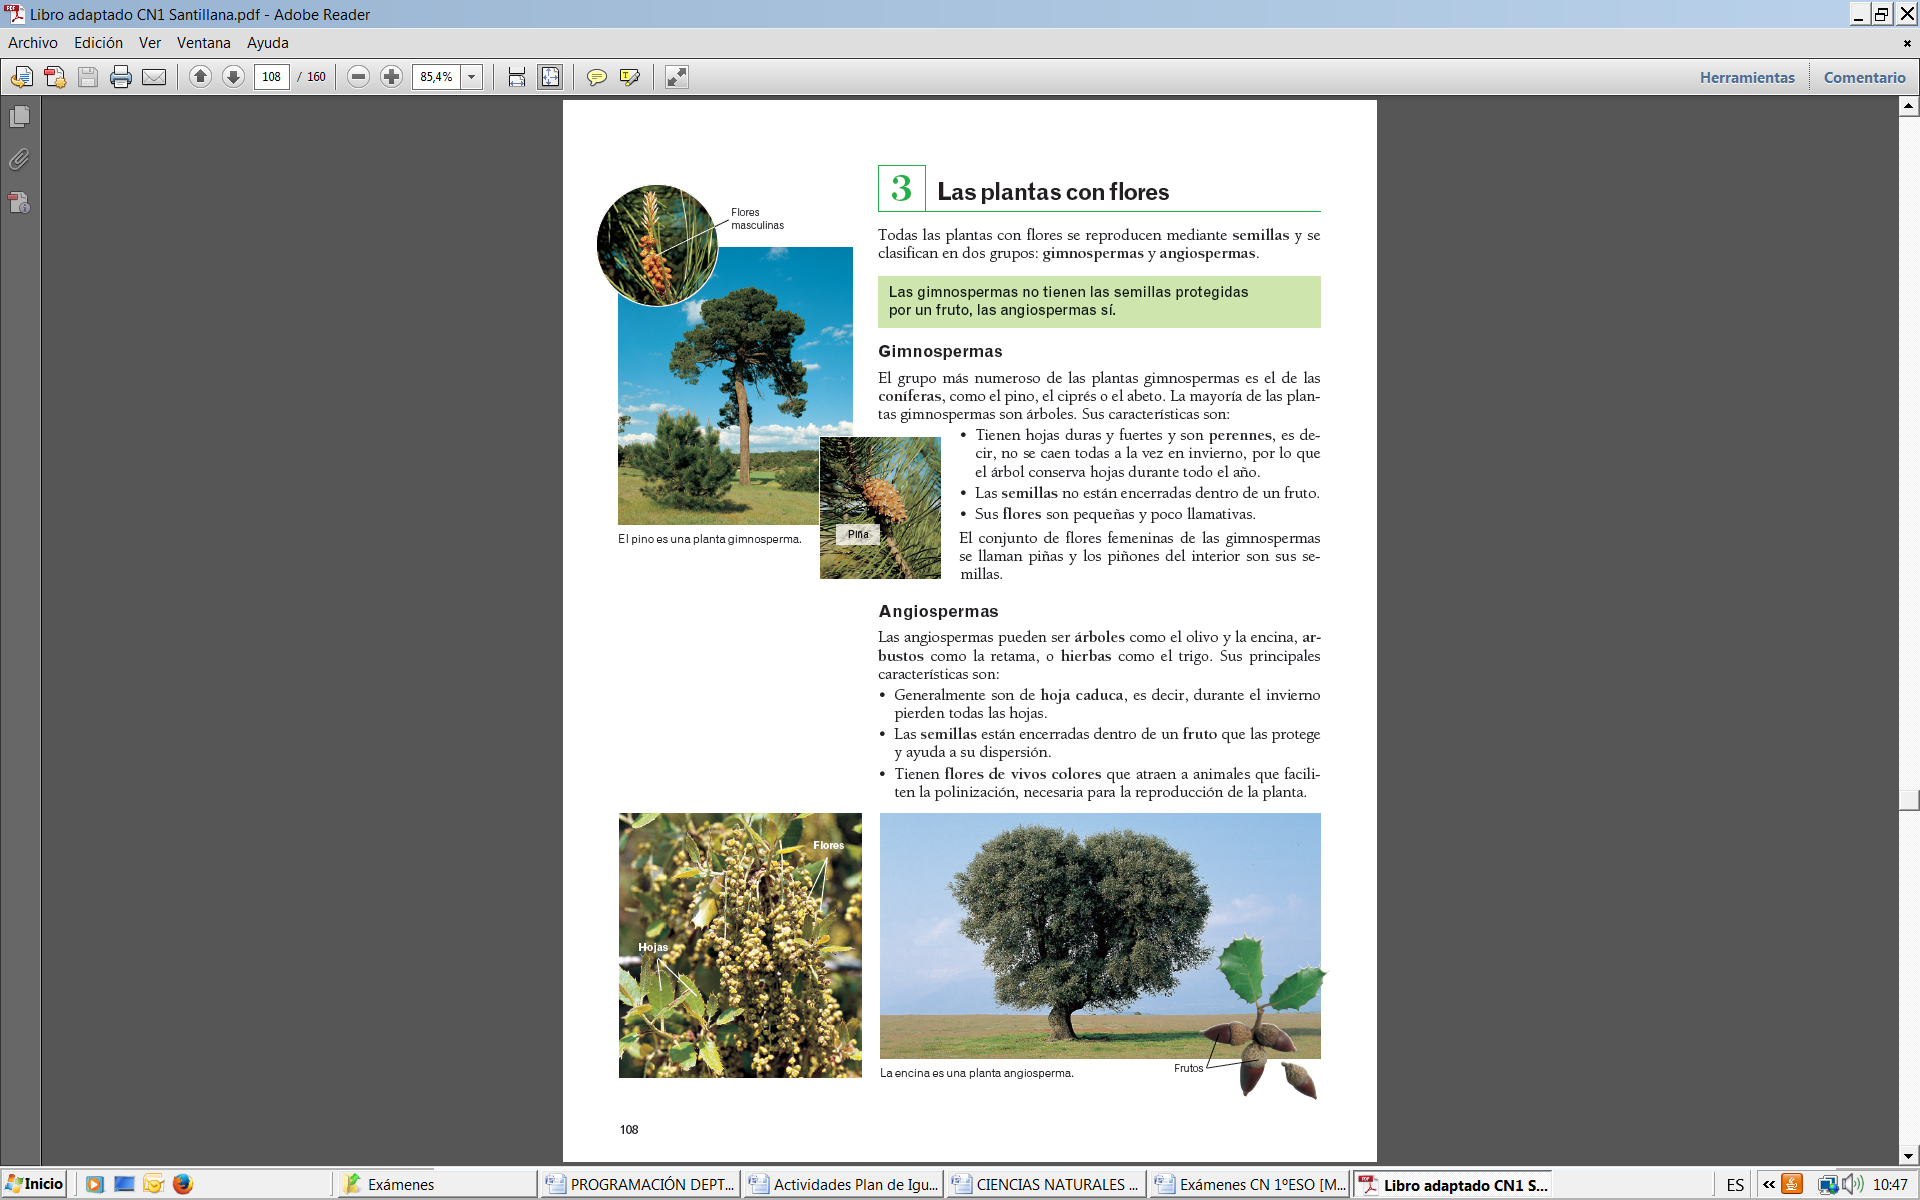 Libro adaptado CN1 Santillana.pdf - Adobe Reader
Archivo Edición Ver Ventana Ayuda
108 / 160 85,4% Herramientas Comentario
3 Las plantas con flores
Flores
masculinas
Todas las plantas con flores se reproducen mediante semillas y se
clasifican en dos grupos: gimnospermas y angiospermas.
Las gimnospermas no tienen las semillas protegidas
por un fruto, las angiospermas sí.
Gimnospermas
El grupo más numeroso de las plantas gimnospermas es el de las
coníferas, como el pino, el ciprés o el abeto. La mayoría de las plan-
tas gimnospermas son árboles. Sus características son:
• Tienen hojas duras y fuertes y son perennes, es de-
cir, no se caen todas a la vez en invierno, por lo que
el árbol conserva hojas durante todo el año.
• Las semillas no están encerradas dentro de un fruto.
• Sus flores son pequeñas y poco llamativas.
El conjunto de flores femeninas de las gimnospermas
se llaman piñas y los piñones del interior son sus se-
millas.
Piña
El pino es una planta gimnosperma.
Angiospermas
Las angiospermas pueden ser árboles como el olivo y la encina, ar-
bustos como la retama, o hierbas como el trigo. Sus principales
características son:
• Generalmente son de hoja caduca, es decir, durante el invierno
pierden todas las hojas.
• Las semillas están encerradas dentro de un fruto que las protege
y ayuda a su dispersión.
• Tienen flores de vivos colores que atraen a animales que facili-
ten la polinización, necesaria para la reproducción de la planta.
Flores
Hojas
La encina es una planta angiosperma.
Frutos
108
Inicio Exámenes PROGRAMACIÓN DEPT... Actividades Plan de Igu... CIENCIAS NATURALES ... Exámenes CN 1ºESO [M... Libro adaptado CN1 S... ES « 10:47